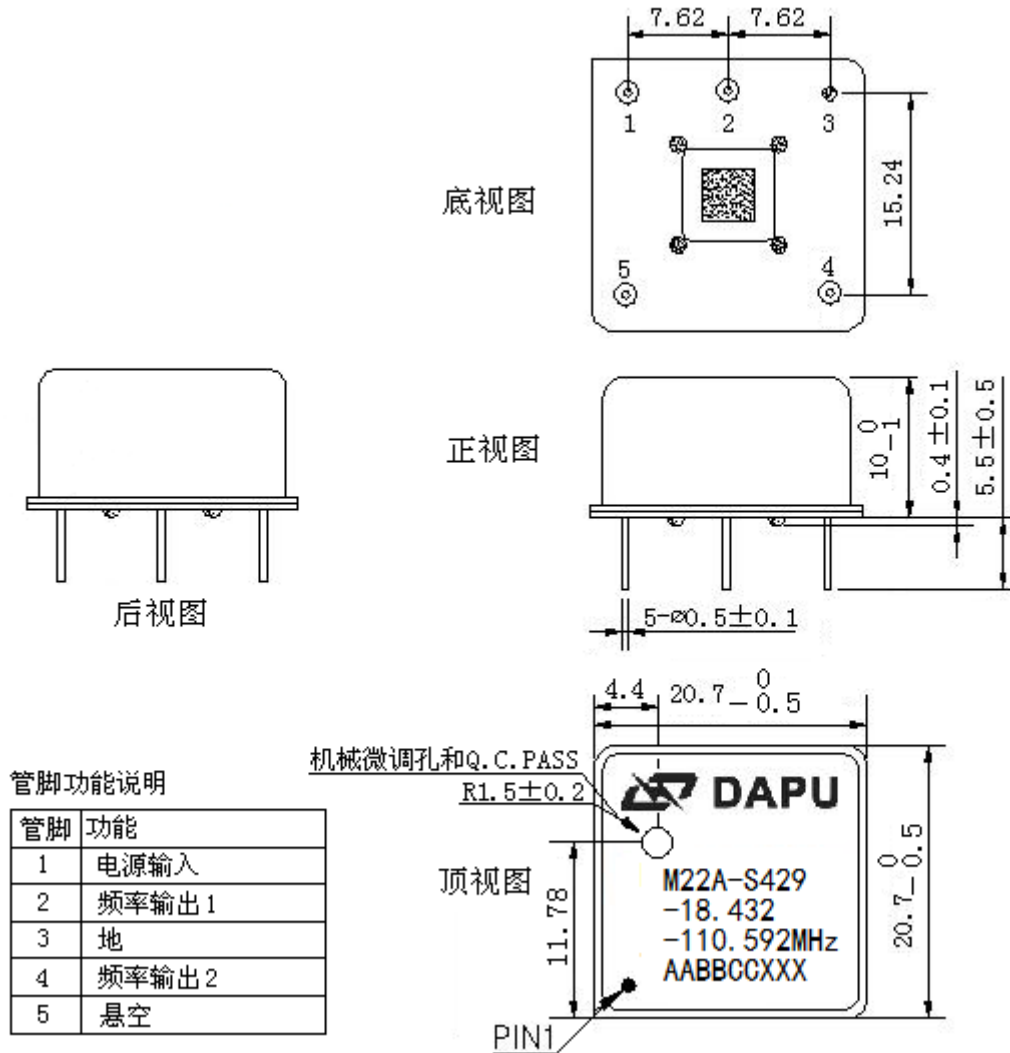 7.62 7.62
1 2 3
底视图
15.24
5 4
正视图
10 0 -1
0.4±0.1
5.5±0.5
后视图
5-⌀0.5±0.1
4.4 20.7 0 -0.5
机械微调孔和Q.C.PASS
R1.5±0.2
DAPU
顶视图
11.78
M22A-S429
-18.432
-110.592MHz
AABBCCXXX
20.7 0 -0.5
PIN1
管脚功能说明
管脚 功能
1 电源输入
2 频率输出1
3 地
4 频率输出2
5 悬空